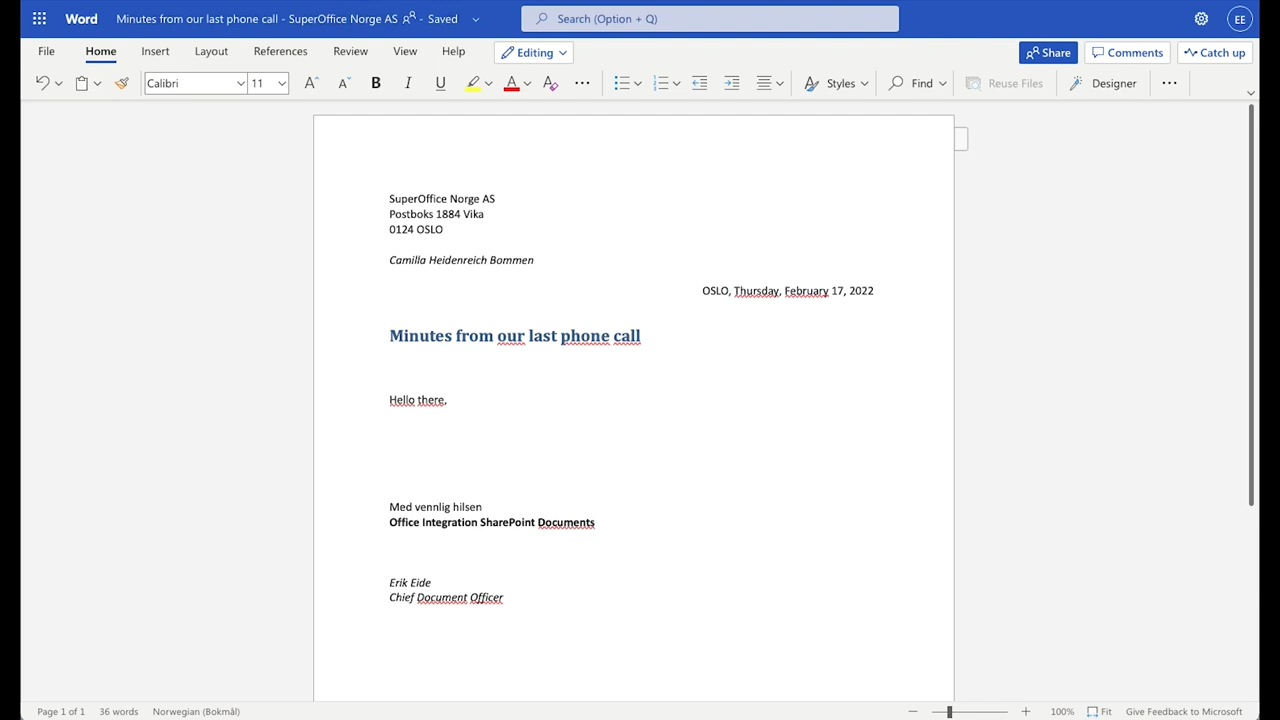 Word Minutes from our last phone call - SuperOffice Norge AS - Saved Search (Option + Q) EE
File Home Insert Layout References Review View Help Editing Share Comments Catch up
Calibri 11 A A B I U A A Styles Find Reuse Files Designer
SuperOffice Norge AS
Postboks 1884 Vika
0124 OSLO
Camilla Heidenreich Bommen
OSLO, Thursday, February 17, 2022
Minutes from our last phone call
Hello there,
Med vennlig hilsen
Office Integration SharePoint Documents
Erik Eide
Chief Document Officer
Page 1 of 1 36 words Norwegian (Bokmål) 100% Fit Give Feedback to Microsoft